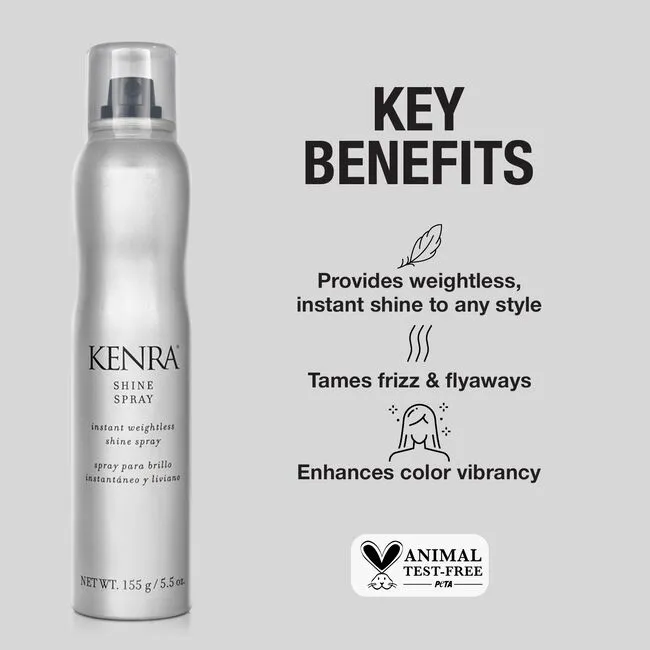 KENRA®
SHINE
SPRAY
instant weightless
shine spray
spray para brillo
instantáneo y liviano
NET WT. 155 g / 5.5 oz.
KEY
BENEFITS
Provides weightless,
instant shine to any style
Tames frizz & flyaways
Enhances color vibrancy
ANIMAL
TEST-FREE
PETA